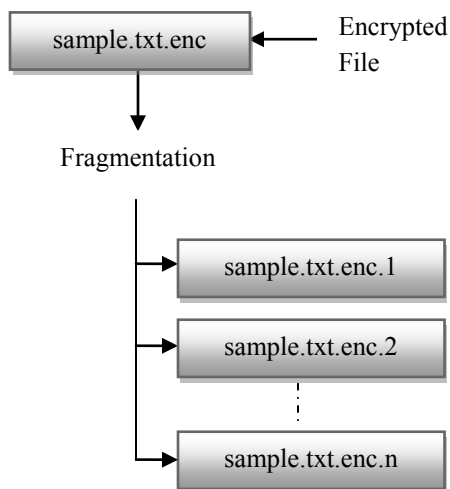 sample.txt.enc
Encrypted
File
Fragmentation
sample.txt.enc.1
sample.txt.enc.2
sample.txt.enc.n